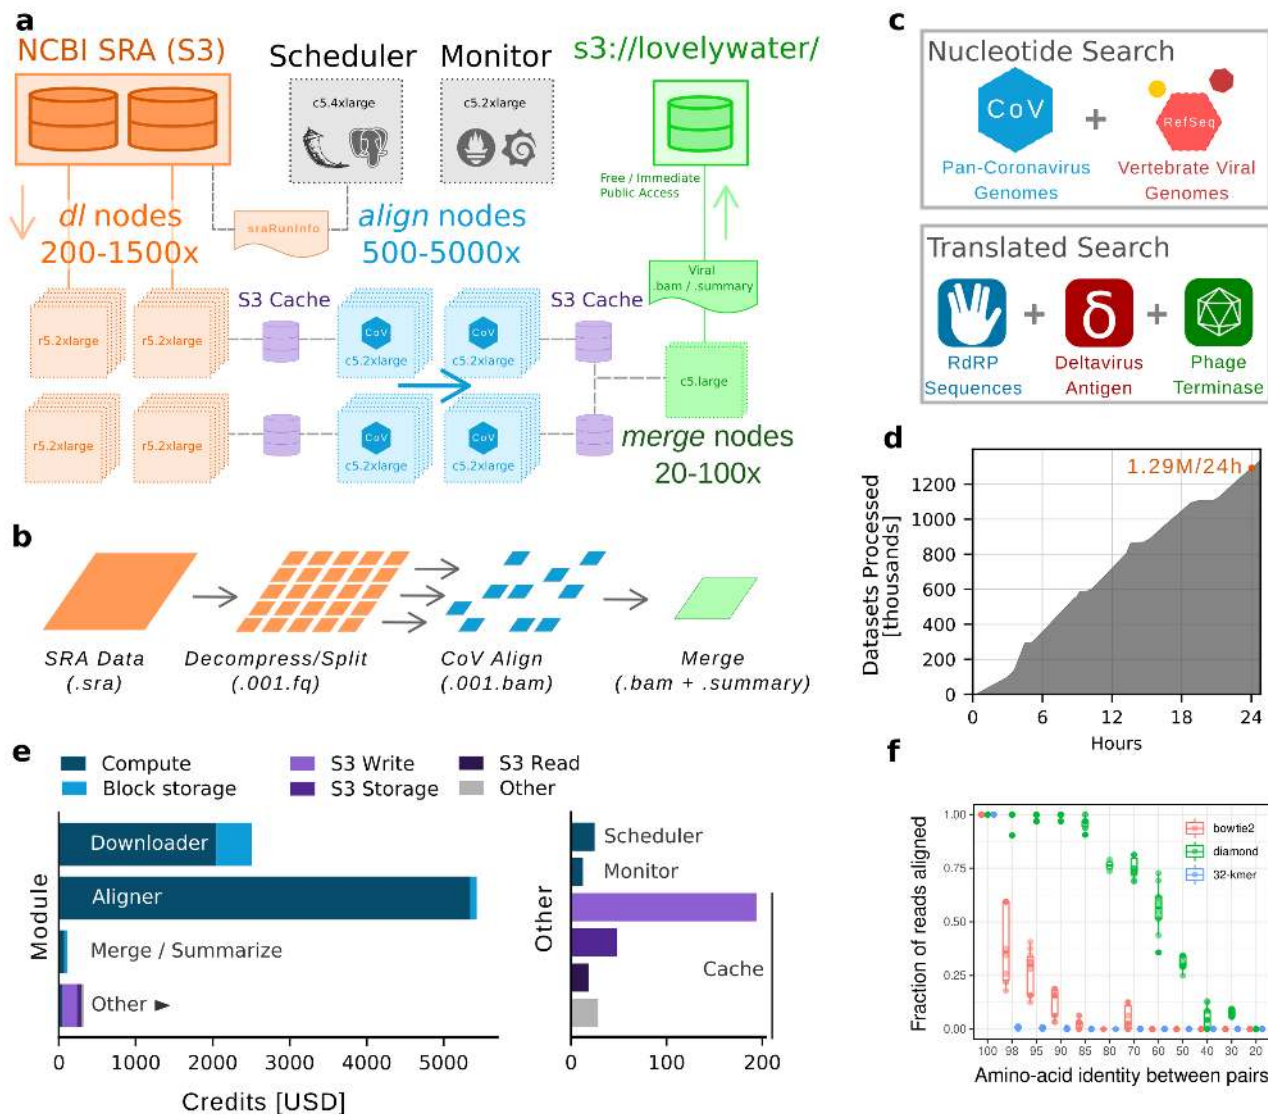 a
NCBI SRA (S3)
Scheduler
Monitor
s3://lovelywater/
c5.4xlarge
c5.2xlarge
Free / Immediate
Public Access
dl nodes
200-1500x
sraRunInfo
align nodes
500-5000x
Viral
.bam / .summary
S3 Cache
S3 Cache
r5.2xlarge
r5.2xlarge
CoV
c5.2xlarge
CoV
c5.2xlarge
c5.large
r5.2xlarge
r5.2xlarge
CoV
c5.2xlarge
CoV
c5.2xlarge
merge nodes
20-100x
b
SRA Data
(.sra)
Decompress/Split
(.001.fq)
CoV Align
(.001.bam)
Merge
(.bam + .summary)
c
Nucleotide Search
CoV
+
RefSeq
Pan-Coronavirus
Genomes
Vertebrate Viral
Genomes
Translated Search
+
δ
+
RdRP
Sequences
Deltavirus
Antigen
Phage
Terminase
d
1.29M/24h
Datasets Processed
[thousands]
1200
1000
800
600
400
200
0
0 6 12 18 24
Hours
e
Compute
Block storage
S3 Write
S3 Storage
S3 Read
Other
Module
Downloader
Aligner
Merge / Summarize
Other ►
0 1000 2000 3000 4000 5000
Credits [USD]
Other
Scheduler
Monitor
Cache
0 100 200
f
Fraction of reads aligned
1.00
0.75
0.50
0.25
0.00
bowtie2
diamond
32-kmer
100 98 95 90 85 80 70 60 50 40 30 20
Amino-acid identity between pairs